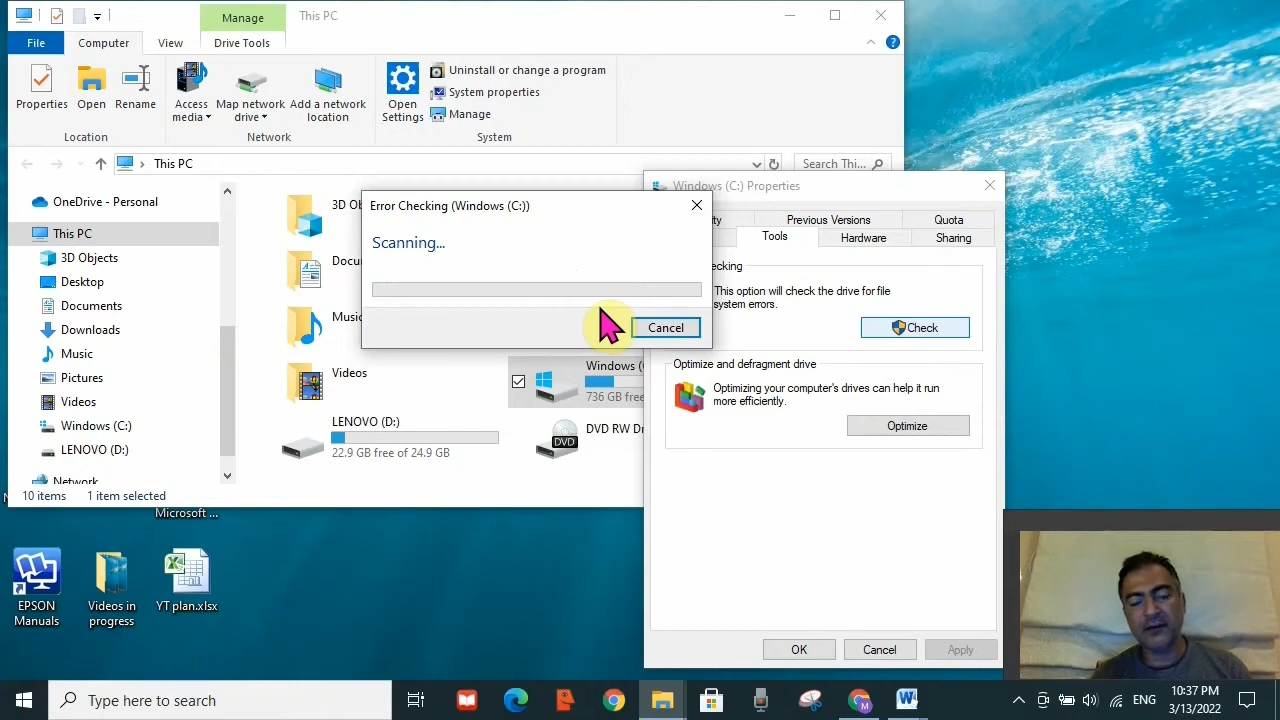 Manage
This PC
File
Computer
View
Drive Tools
Properties
Open
Rename
Access
media
Map network
drive
Add a network
location
Open
Settings
Uninstall or change a program
System properties
Manage
Location
Network
System
This PC
Search Thi...
OneDrive - Personal
This PC
3D Objects
Desktop
Documents
Downloads
Music
Pictures
Videos
Windows (C:)
LENOVO (D:)
Network
10 items
1 item selected
3D Ob
Docu
Music
Videos
LENOVO (D:)
22.9 GB free of 24.9 GB
Windows (
736 GB free
DVD RW Dr
DVD
Error Checking (Windows (C:))
Scanning...
Cancel
Windows (C:) Properties
Previous Versions
Quota
Tools
Hardware
Sharing
This option will check the drive for file
system errors.
Check
Optimize and defragment drive
Optimizing your computer's drives can help it run
more efficiently.
Optimize
OK
Cancel
Apply
Microsoft ...
EPSON
Manuals
Videos in
progress
YT plan.xlsx
Type here to search
ENG
10:37 PM
3/13/2022